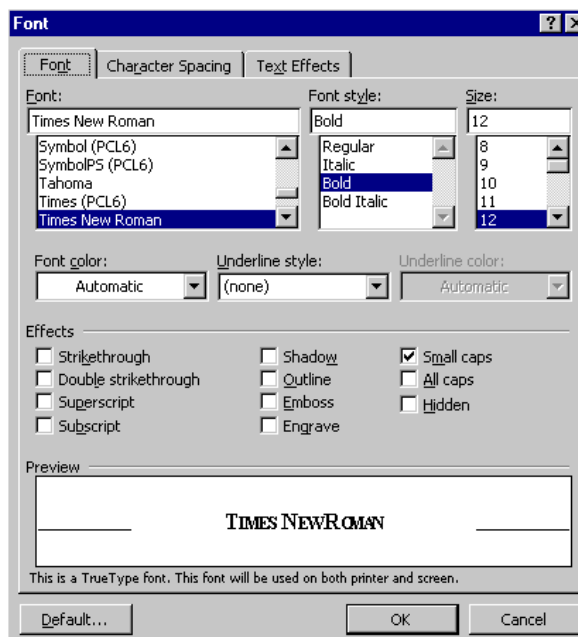 Font
Font Character Spacing Text Effects
Font: Font style: Size:
Times New Roman Bold 12
Symbol (PCL6) Regular 8
SymbolPS (PCL6) Italic 9
Tahoma Bold 10
Times (PCL6) Bold Italic 11
Times New Roman 12
Font color: Underline style: Underline color:
Automatic (none) Automatic
Effects
Strikethrough Shadow Small caps
Double strikethrough Outline All caps
Superscript Emboss Hidden
Subscript Engrave
Preview
TIMES NEW ROMAN
This is a TrueType font. This font will be used on both printer and screen.
Default... OK Cancel